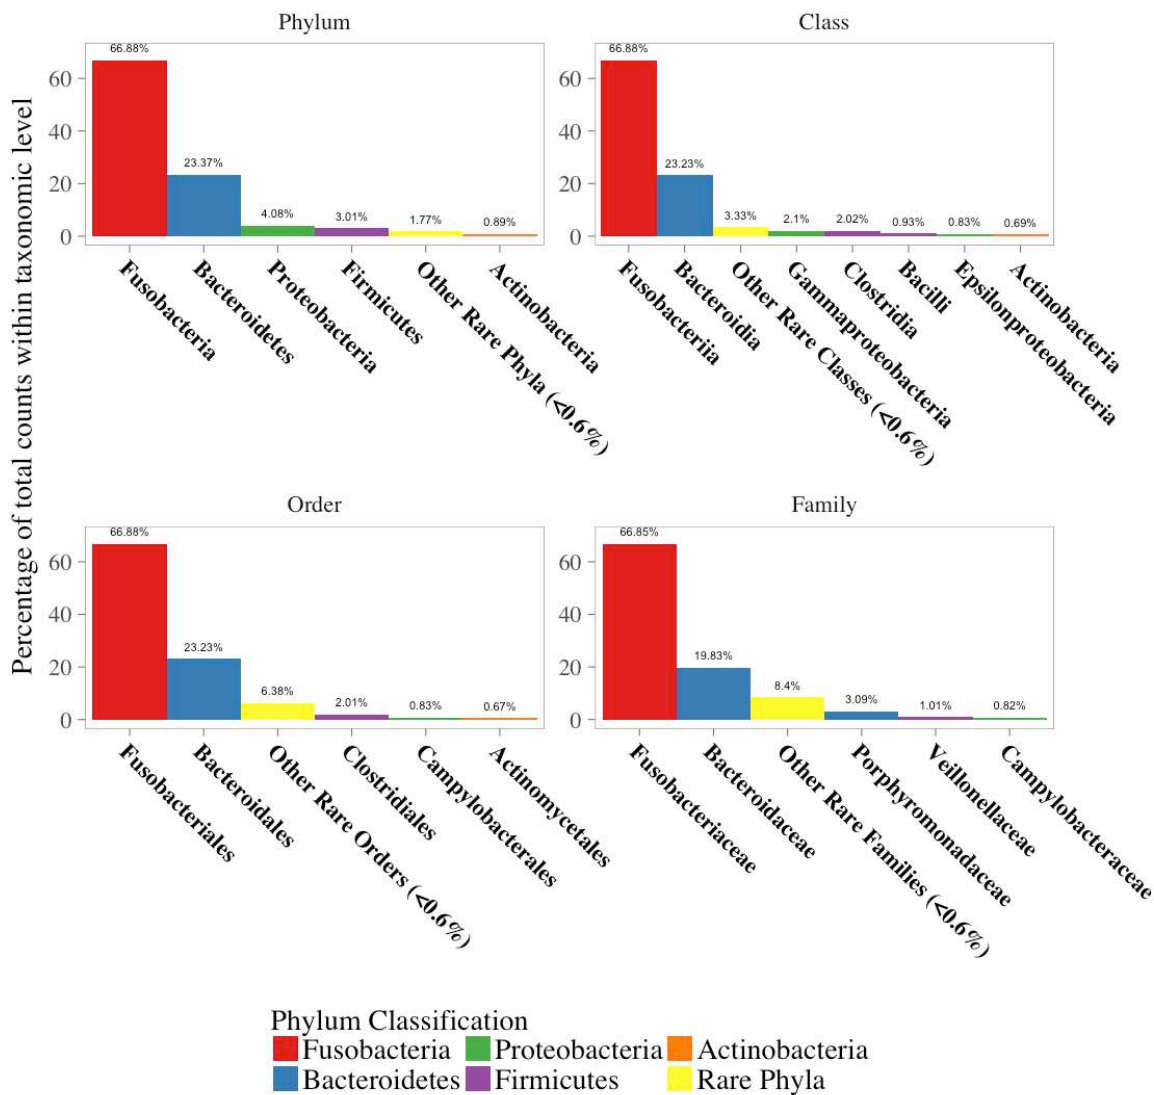 Phylum
Class
Percentage of total counts within taxonomic level
66.88%
23.37%
4.08%
3.01%
1.77%
0.89%
60
40
20
0
Fusobacteria
Bacteroidetes
Proteobacteria
Firmicutes
Other Rare Phyla (<0.6%)
Actinobacteria
66.88%
23.23%
3.33%
2.1%
2.02%
0.93%
0.83%
0.69%
60
40
20
0
Fusobacteriia
Bacteroidia
Other Rare Classes (<0.6%)
Gammaproteobacteria
Clostridia
Bacilli
Epsilonproteobacteria
Actinobacteria
Order
66.88%
23.23%
6.38%
2.01%
0.83%
0.67%
60
40
20
0
Fusobacteriales
Bacteroidales
Other Rare Orders (<0.6%)
Clostridiales
Campylobacterales
Actinomycetales
Family
66.85%
19.83%
8.4%
3.09%
1.01%
0.82%
60
40
20
0
Fusobacteriaceae
Bacteroidaceae
Other Rare Families (<0.6%)
Porphyromonadaceae
Veillonellaceae
Campylobacteraceae
Phylum Classification
Fusobacteria Proteobacteria Actinobacteria
Bacteroidetes Firmicutes Rare Phyla